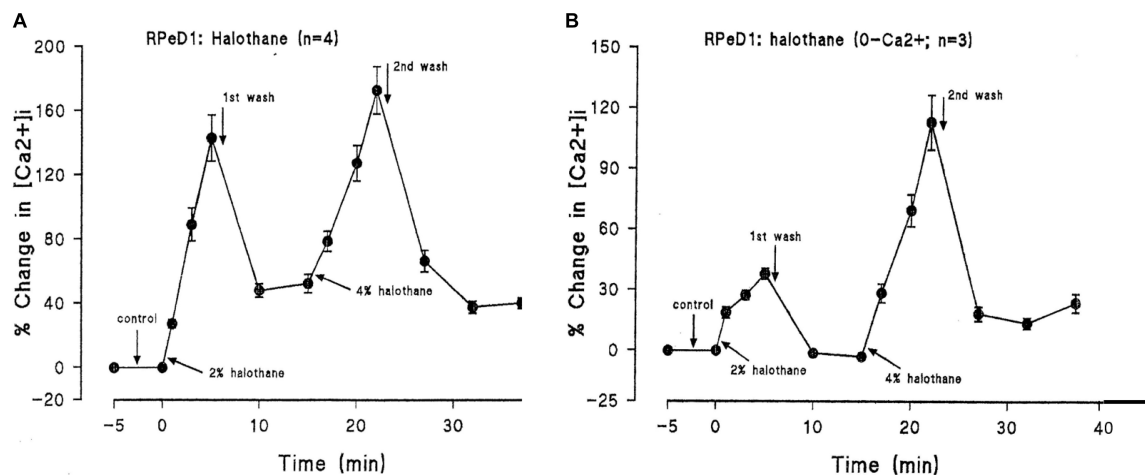 A
RPeD1: Halothane (n=4)
% Change in [Ca2+]i
200
160
120
80
40
0
-20
1st wash
2nd wash
control
2% halothane
4% halothane
-5
0
10
20
30
Time (min)
B
RPeD1: halothane (0-Ca2+; n=3)
% Change in [Ca2+]i
150
120
90
60
30
0
-25
1st wash
2nd wash
control
2% halothane
4% halothane
-5
0
10
20
30
40
Time (min)